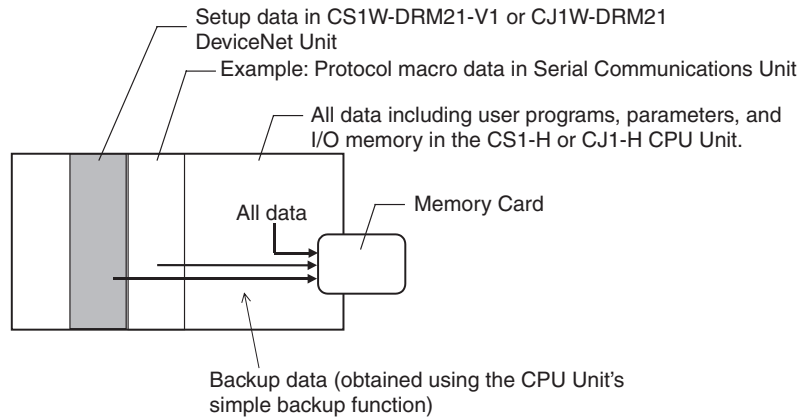 Setup data in CS1W-DRM21-V1 or CJ1W-DRM21
DeviceNet Unit
Example: Protocol macro data in Serial Communications Unit
All data including user programs, parameters, and
I/O memory in the CS1-H or CJ1-H CPU Unit.
All data
Memory Card
Backup data (obtained using the CPU Unit's
simple backup function)